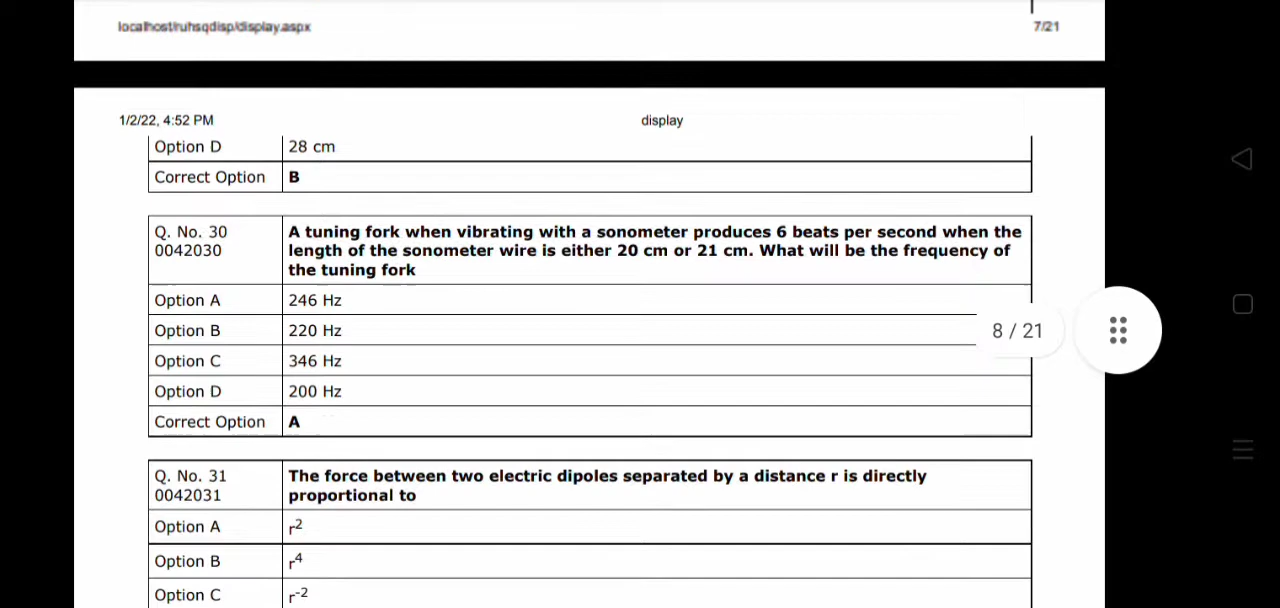 localhost/ruhsqdisp/display.aspx 7/21
1/2/22, 4:52 PM display
Option D 28 cm
Correct Option B
Q. No. 30 A tuning fork when vibrating with a sonometer produces 6 beats per second when the
0042030 length of the sonometer wire is either 20 cm or 21 cm. What will be the frequency of
the tuning fork
Option A 246 Hz
Option B 220 Hz
8 / 21
Option C 346 Hz
Option D 200 Hz
Correct Option A
Q. No. 31 The force between two electric dipoles separated by a distance r is directly
0042031 proportional to
Option A r²
Option B r⁴
Option C r⁻²